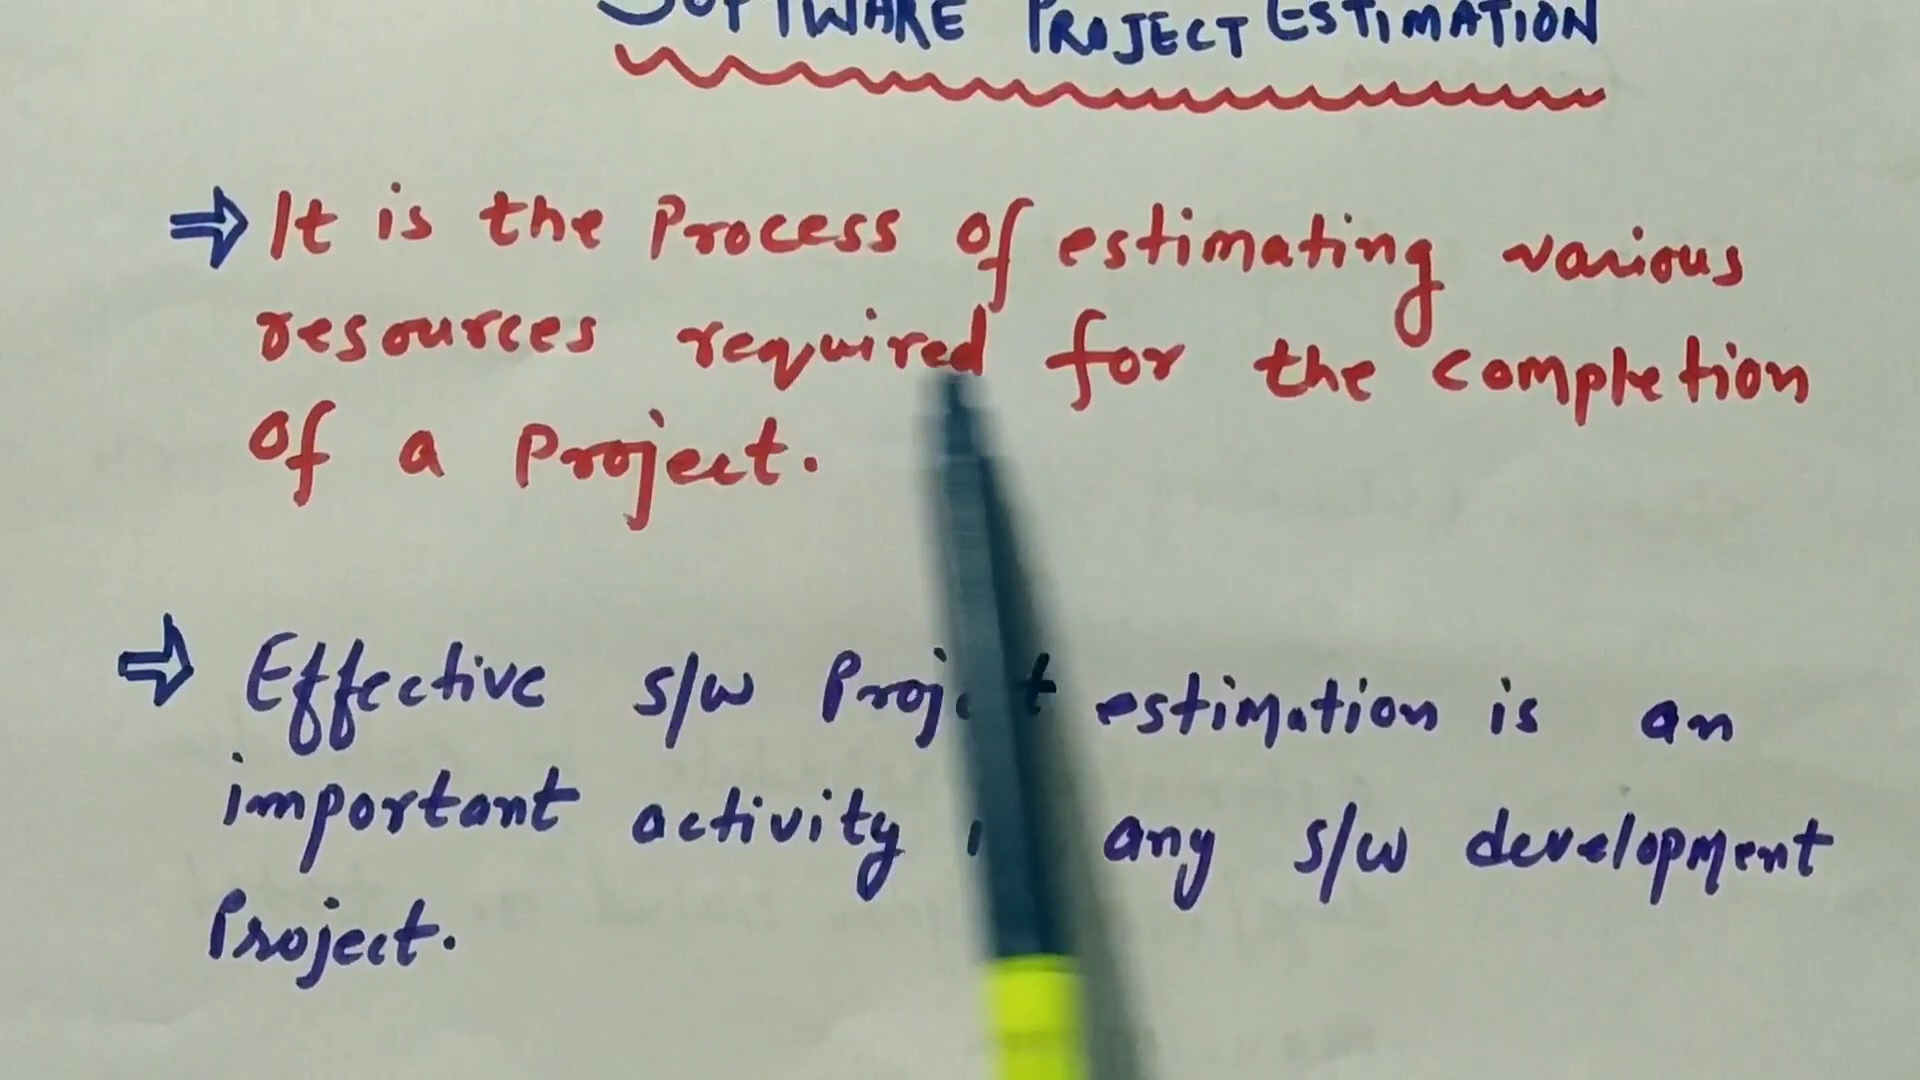 SOFTWARE PROJECT ESTIMATION
⇒ It is the Process of estimating various
resources required for the completion
of a Project.
⇒ Effective s/w Project estimation is an
important activity any s/w development
Project.